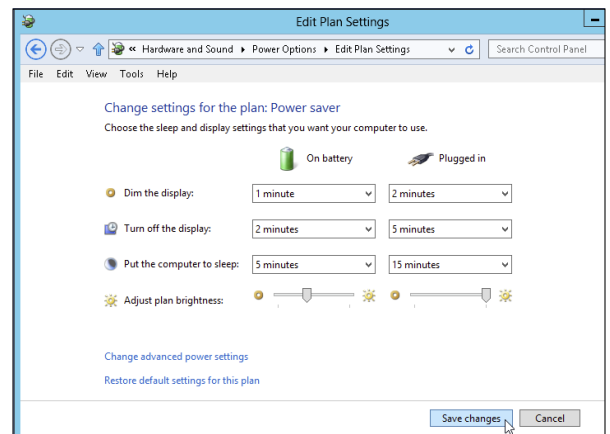 Edit Plan Settings
« Hardware and Sound ▸ Power Options ▸ Edit Plan Settings
Search Control Panel
File Edit View Tools Help
Change settings for the plan: Power saver
Choose the sleep and display settings that you want your computer to use.
On battery Plugged in
Dim the display: 1 minute 2 minutes
Turn off the display: 2 minutes 5 minutes
Put the computer to sleep: 5 minutes 15 minutes
Adjust plan brightness:
Change advanced power settings
Restore default settings for this plan
Save changes Cancel